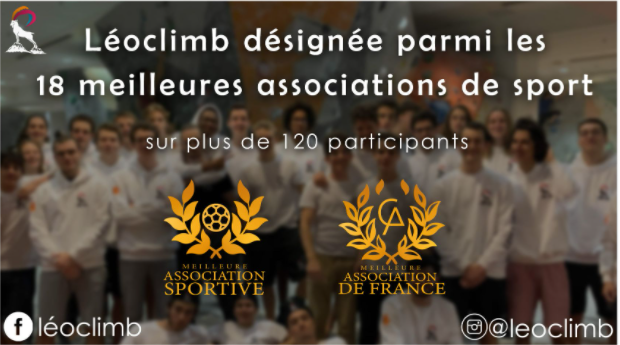 Léoclimb désignée parmi les
18 meilleures associations de sport
sur plus de 120 participants
MEILLEURE
ASSOCIATION
SPORTIVE
CA
MEILLEURE
ASSOCIATION
DE FRANCE
f léoclimb
@leoclimb